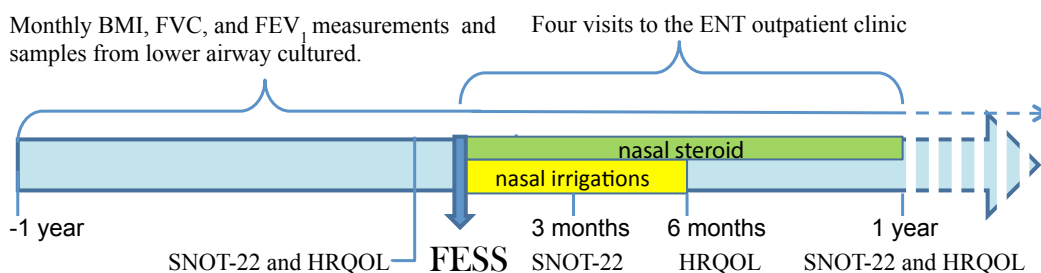 Monthly BMI, FVC, and FEV1 measurements and
samples from lower airway cultured.
Four visits to the ENT outpatient clinic
nasal steroid
nasal irrigations
-1 year
3 months
6 months
1 year
SNOT-22 and HRQOL
FESS
SNOT-22
HRQOL
SNOT-22 and HRQOL